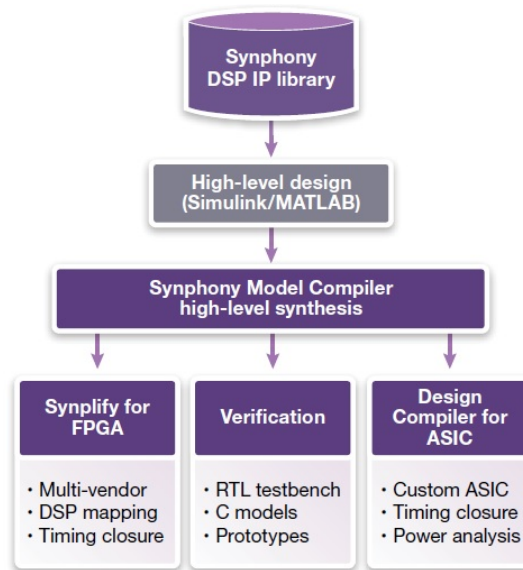 Synphony
DSP IP library
High-level design
(Simulink/MATLAB)
Synphony Model Compiler
high-level synthesis
Synplify for
FPGA
• Multi-vendor
• DSP mapping
• Timing closure
Verification
• RTL testbench
• C models
• Prototypes
Design
Compiler for
ASIC
• Custom ASIC
• Timing closure
• Power analysis